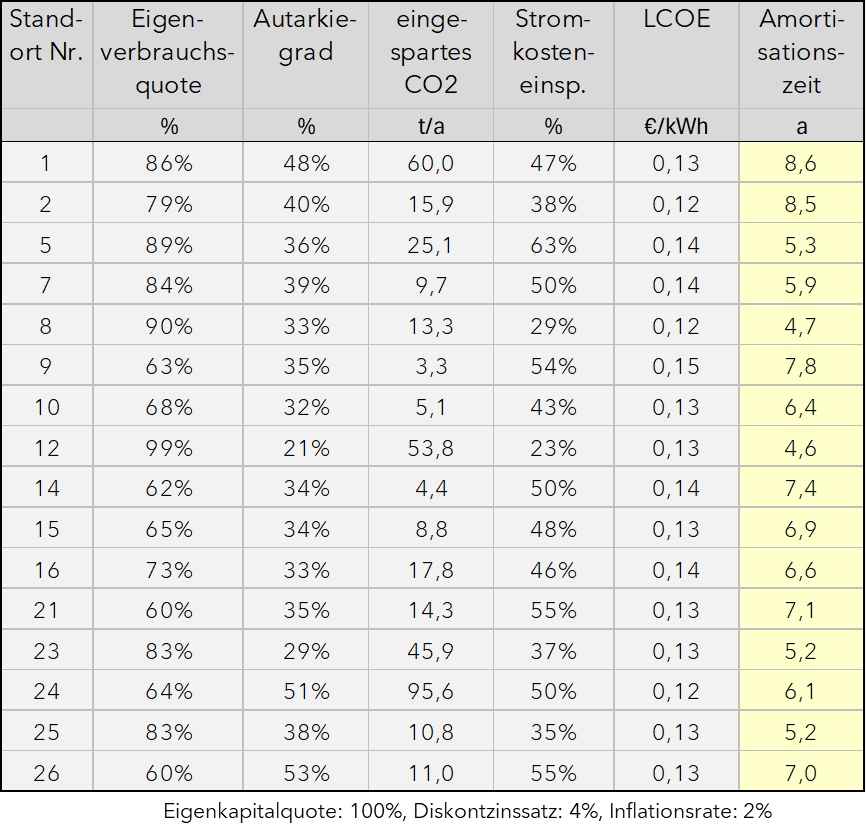 Stand- Eigen- Autarkie- einge- Strom- LCOE Amorti-
ort Nr. verbrauchs- grad spartes kosten- sations-
quote CO2 einsp. zeit
% % t/a % €/kWh a
1 86% 48% 60,0 47% 0,13 8,6
2 79% 40% 15,9 38% 0,12 8,5
5 89% 36% 25,1 63% 0,14 5,3
7 84% 39% 9,7 50% 0,14 5,9
8 90% 33% 13,3 29% 0,12 4,7
9 63% 35% 3,3 54% 0,15 7,8
10 68% 32% 5,1 43% 0,13 6,4
12 99% 21% 53,8 23% 0,13 4,6
14 62% 34% 4,4 50% 0,14 7,4
15 65% 34% 8,8 48% 0,13 6,9
16 73% 33% 17,8 46% 0,14 6,6
21 60% 35% 14,3 55% 0,13 7,1
23 83% 29% 45,9 37% 0,13 5,2
24 64% 51% 95,6 50% 0,12 6,1
25 83% 38% 10,8 35% 0,13 5,2
26 60% 53% 11,0 55% 0,13 7,0
Eigenkapitalquote: 100%, Diskontzinssatz: 4%, Inflationsrate: 2%